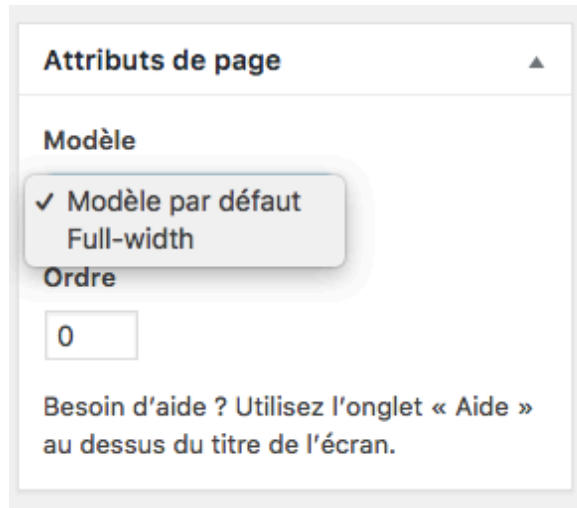 Attributs de page
Modèle
Modèle par défaut
Full-width
Ordre
0
Besoin d’aide ? Utilisez l’onglet « Aide »
au dessus du titre de l’écran.